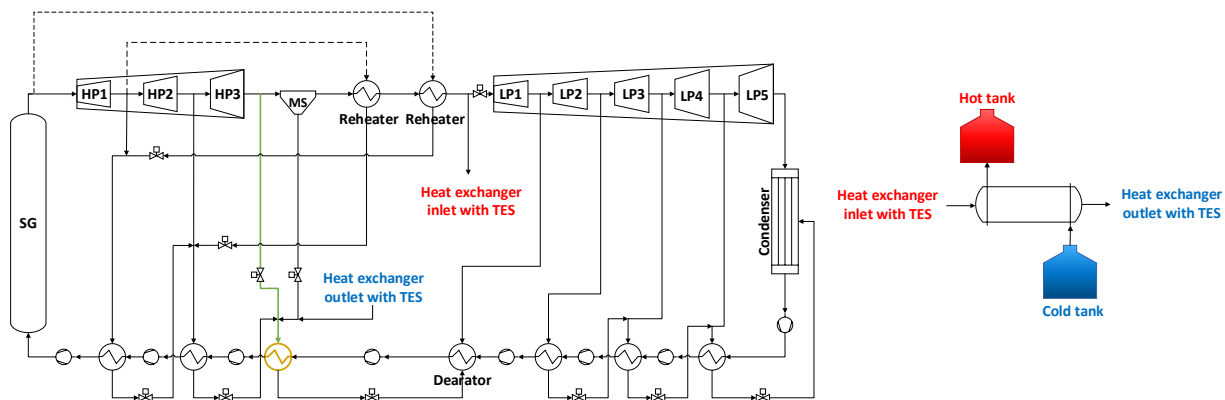 HP1
HP2
HP3
MS
Reheater
Reheater
LP1
LP2
LP3
LP4
LP5
Hot tank
Heat exchanger
inlet with TES
Heat exchanger
inlet with TES
Heat exchanger
outlet with TES
SG
Condenser
Heat exchanger
outlet with TES
Cold tank
Dearator